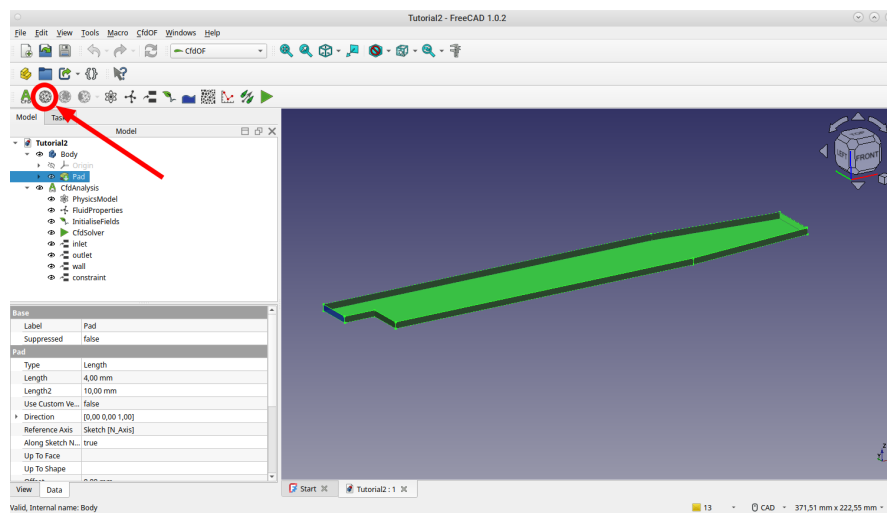 Tutorial2 - FreeCAD 1.0.2
File Edit View Tools Macro CfdOF Windows Help
CfdOF
Model Tas
Model
Tutorial2
Body
Origin
Pad
CfdAnalysis
PhysicsModel
FluidProperties
InitialiseFields
CfdSolver
inlet
outlet
wall
constraint
Base
Label Pad
Suppressed false
Pad
Type Length
Length 4,00 mm
Length2 10,00 mm
Use Custom Ve... false
Direction [0,00 0,00 1,00]
Reference Axis Sketch [N_Axis]
Along Sketch N... true
Up To Face
Up To Shape
View Data
LEFT FRONT
Start Tutorial2 : 1
Valid, Internal name: Body
13 CAD 371,51 mm x 222,55 mm